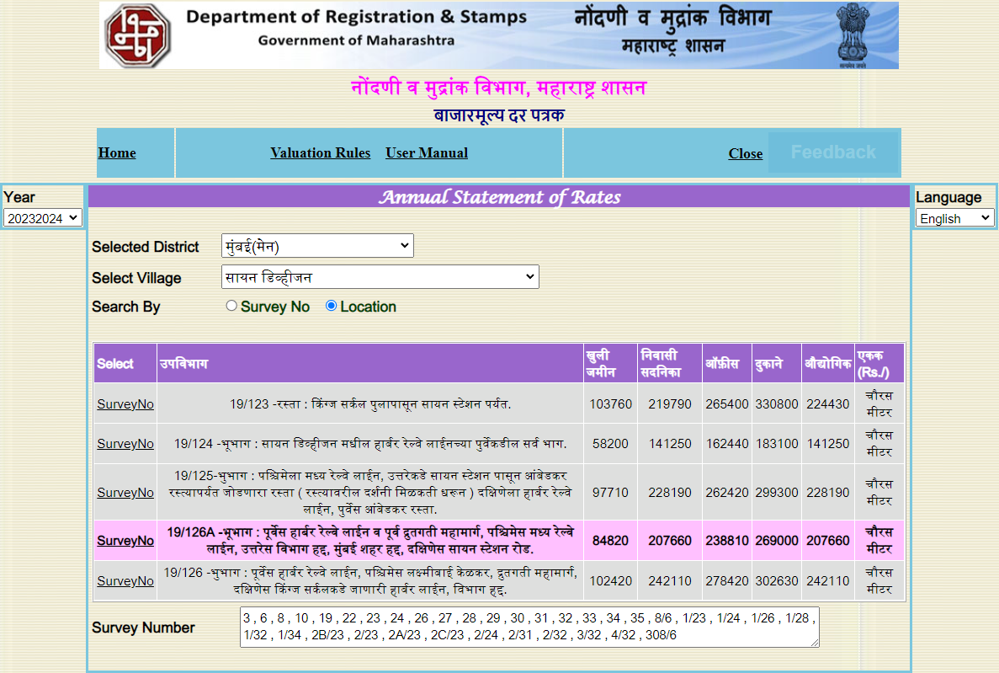 Department of Registration & Stamps
Government of Maharashtra
नोंदणी व मुद्रांक विभाग
महाराष्ट्र शासन
सत्यमेव जयते
नोंदणी व मुद्रांक विभाग, महाराष्ट्र शासन
बाजारमूल्य दर पत्रक
Home Valuation Rules User Manual Close Feedback
Year
20232024
Annual Statement of Rates
Language
English
Selected District मुंबई(मेन)
Select Village सायन डिव्हीजन
Search By Survey No Location
Select उपविभाग खुली जमीन निवासी सदनिका ऑफ़ीस दुकाने औद्योगिक एकक (Rs./)
SurveyNo 19/123 -रस्ता : किंग्ज सर्कल पुलापासून सायन स्टेशन पर्यंत. 103760 219790 265400 330800 224430 चौरस मीटर
SurveyNo 19/124 -भूभाग : सायन डिव्हीजन मधील हार्बर रेल्वे लाईनच्या पुर्वेकडील सर्व भाग. 58200 141250 162440 183100 141250 चौरस मीटर
SurveyNo 19/125-भुभाग : पश्चिमेला मध्य रेल्वे लाईन, उत्तरेकडे सायन स्टेशन पासून आंबेडकर
रस्त्यापर्यंत जोडणारा रस्ता ( रस्त्यावरील दर्शनी मिळकती धरून ) दक्षिणेला हार्बर रेल्वे
लाईन, पुर्वेस आंबेडकर रस्ता. 97710 228190 262420 299300 228190 चौरस मीटर
SurveyNo 19/126A -भूभाग : पूर्वेस हार्बर रेल्वे लाईन व पूर्व द्रुतगती महामार्ग, पश्चिमेस मध्य रेल्वे
लाईन, उत्तरेस विभाग हद्द, मुंबई शहर हद्द, दक्षिणेस सायन स्टेशन रोड. 84820 207660 238810 269000 207660 चौरस मीटर
SurveyNo 19/126 -भुभाग : पूर्वेस हार्बर रेल्वे लाईन, पश्चिमेस लक्ष्मीबाई केळकर, द्रुतगती महामार्ग,
दक्षिणेस किंग्ज सर्कलकडे जाणारी हार्बर लाईन, विभाग हद्द. 102420 242110 278420 302630 242110 चौरस मीटर
Survey Number 3 , 6 , 8 , 10 , 19 , 22 , 23 , 24 , 26 , 27 , 28 , 29 , 30 , 31 , 32 , 33 , 34 , 35 , 8/6 , 1/23 , 1/24 , 1/26 , 1/28 ,
1/32 , 1/34 , 2B/23 , 2/23 , 2A/23 , 2C/23 , 2/24 , 2/31 , 2/32 , 3/32 , 4/32 , 308/6